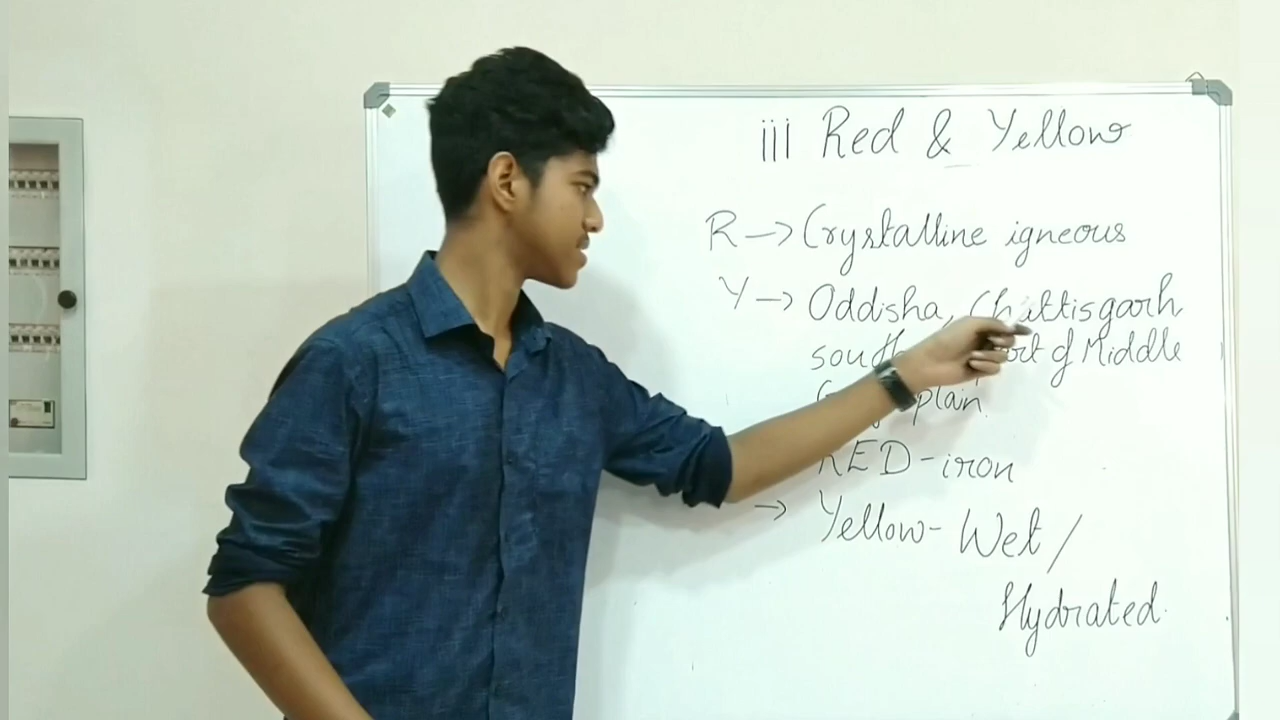 iii Red & Yellow
R → Crystalline igneous
Y → Oddisha, Chattisgarh
of Middle
plain.
RED - iron
→ Yellow - Wet /
Hydrated.